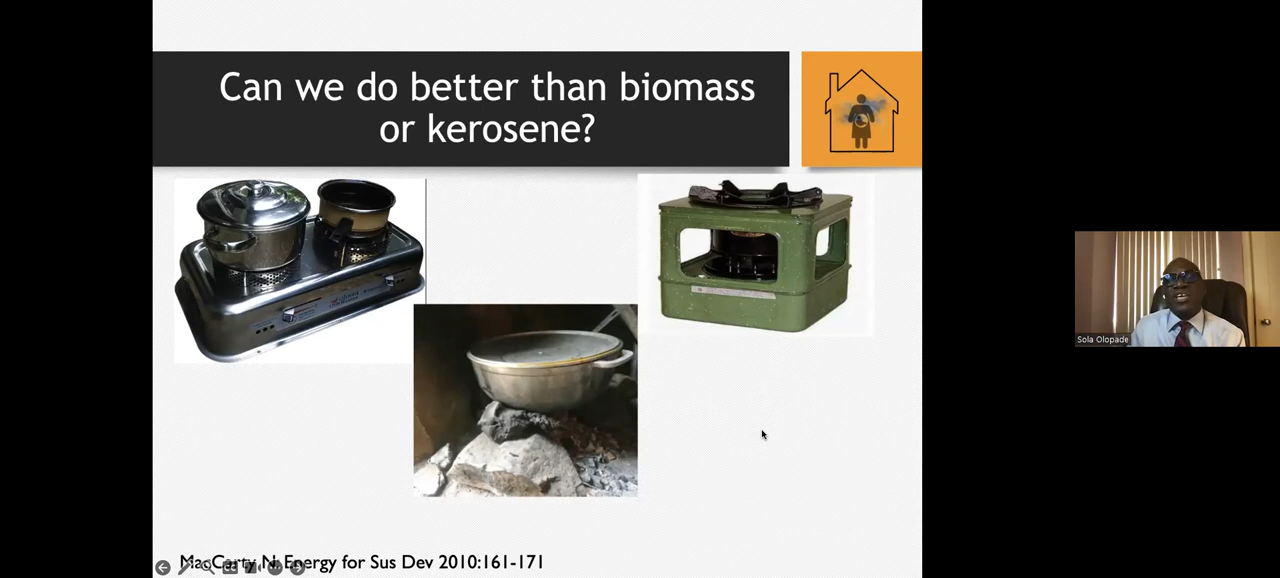 Can we do better than biomass
or kerosene?
Sola Olopade
MacCarty N. Energy for Sus Dev 2010:161-171